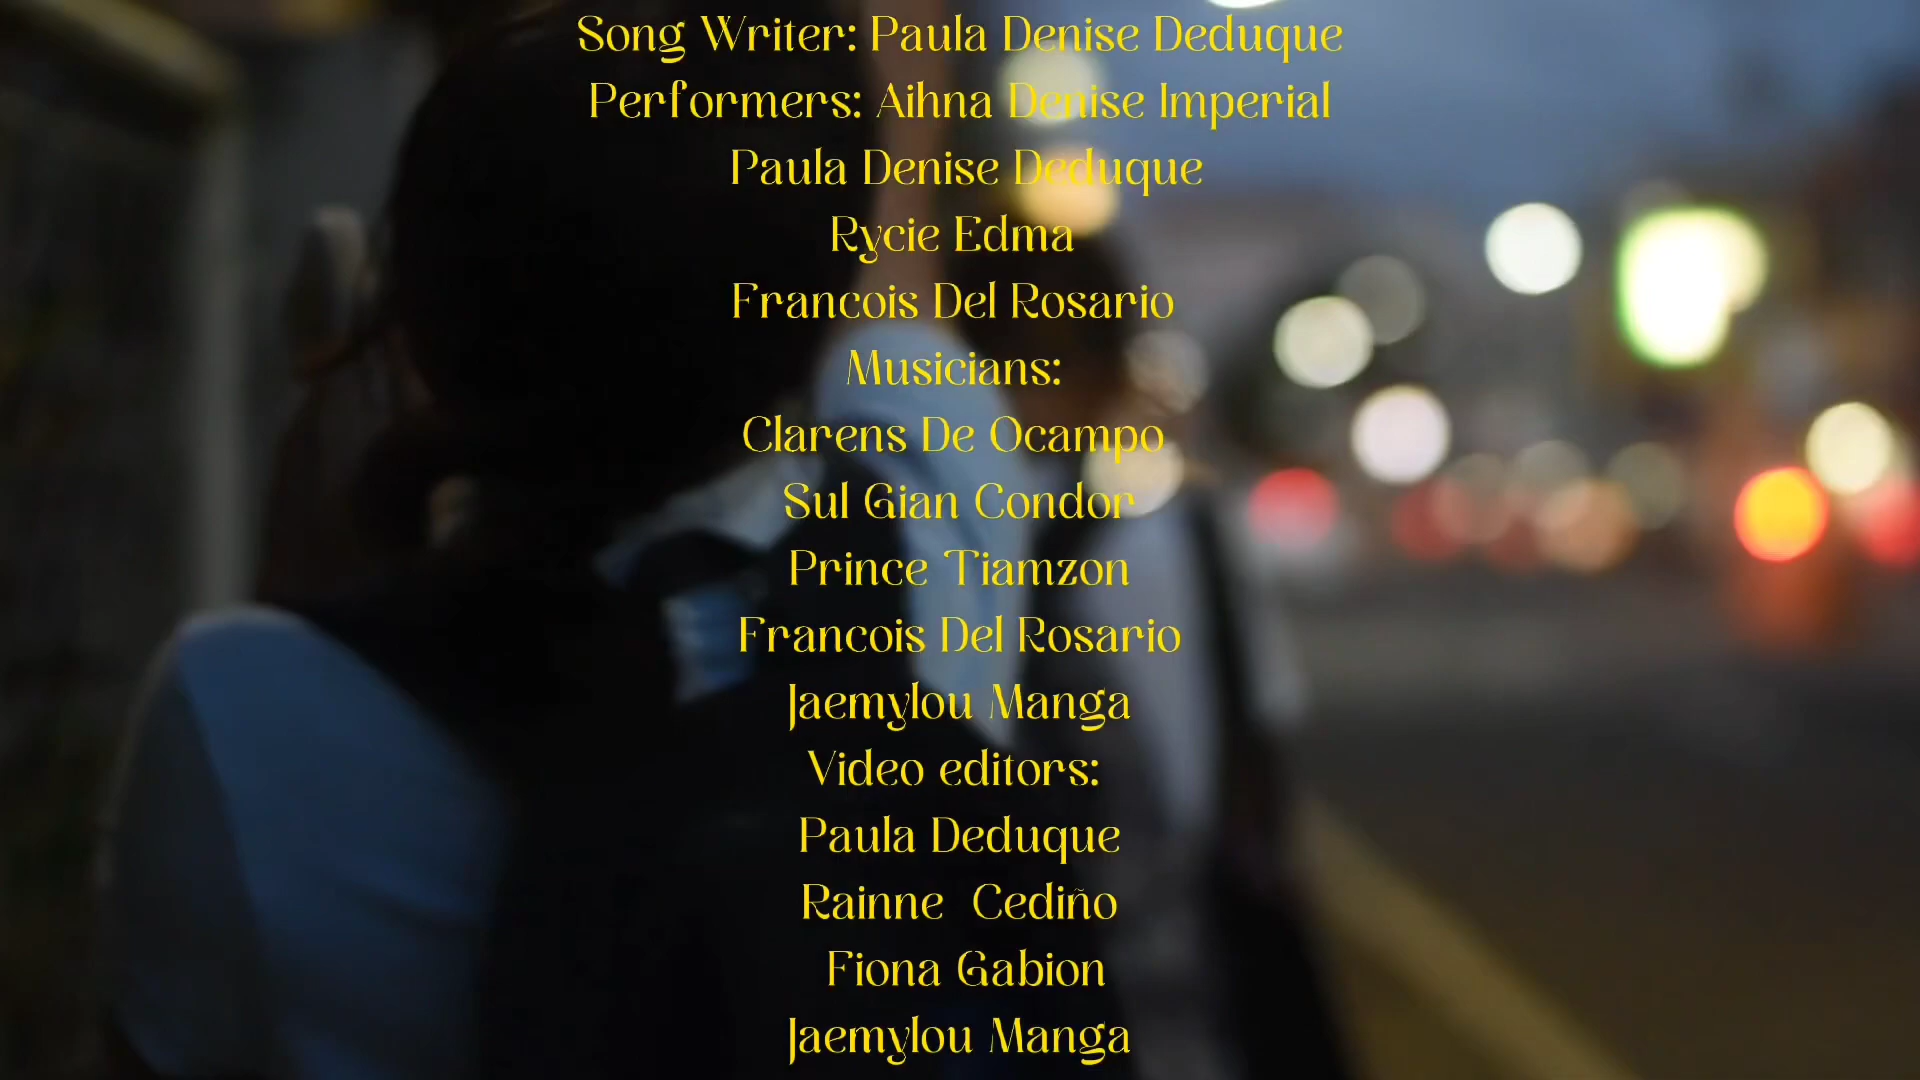 Song Writer: Paula Denise Deduque
Performers: Aihna Denise Imperial
Paula Denise Deduque
Rycie Edma
Francois Del Rosario
Musicians:
Clarens De Ocampo
Sul Gian Condor
Prince Tiamzon
Francois Del Rosario
Jaemylou Manga
Video editors:
Paula Deduque
Rainne Cediño
Fiona Gabion
Jaemylou Manga